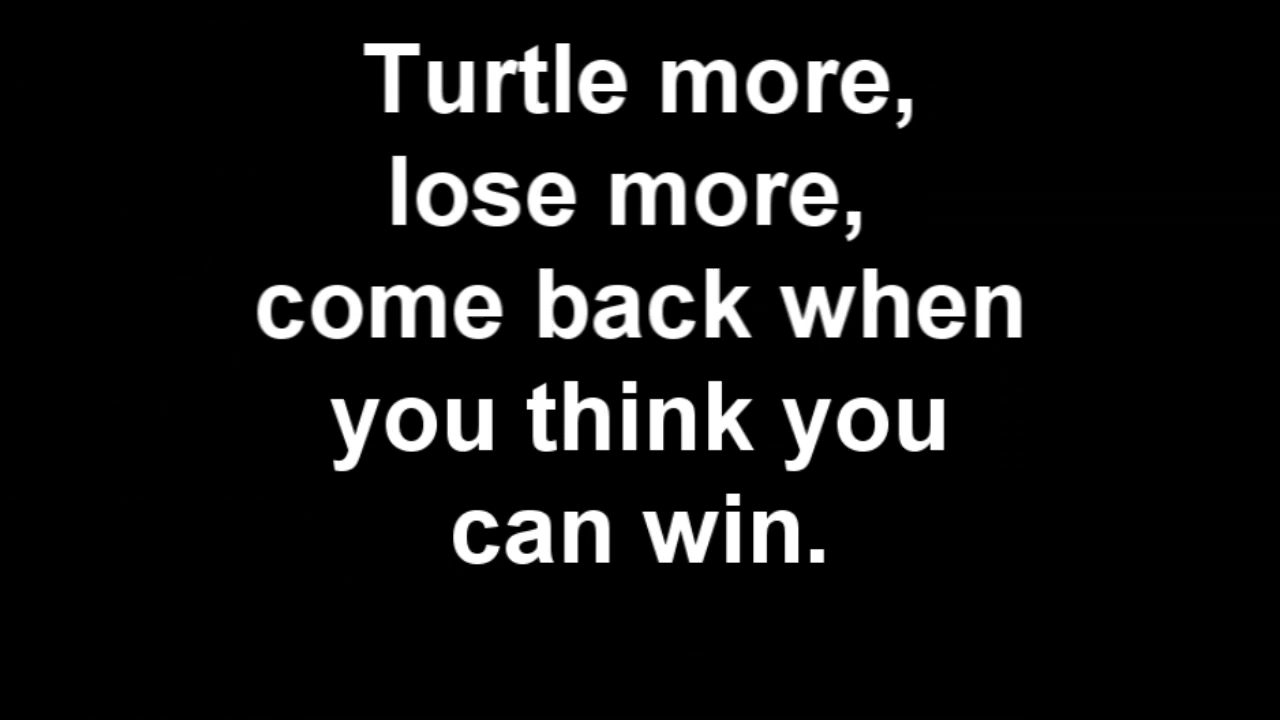 Turtle more,
lose more,
come back when
you think you
can win.